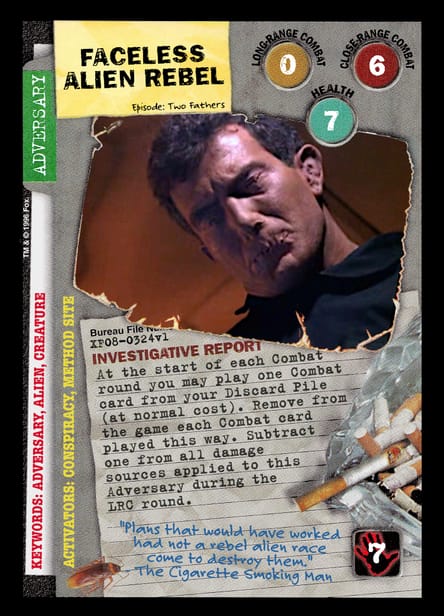 FACELESS
ALIEN REBEL
Episode: Two Fathers
LONG-RANGE COMBAT
0
CLOSE-RANGE COMBAT
6
HEALTH
7
ADVERSARY
TM & © 1996 Fox.
KEYWORDS: ADVERSARY, ALIEN, CREATURE
ACTIVATORS: CONSPIRACY, METHOD SITE
Bureau File
XF08-0324v1
INVESTIGATIVE REPORT
At the start of each Combat
round you may play one Combat
card from your Discard Pile
(at normal cost). Remove from
the game each Combat card
played this way. Subtract
one from all damage
sources applied to this
Adversary during the
LRC round.
"Plans that would have worked
had not a rebel alien race
come to destroy them."
The Cigarette Smoking Man
7